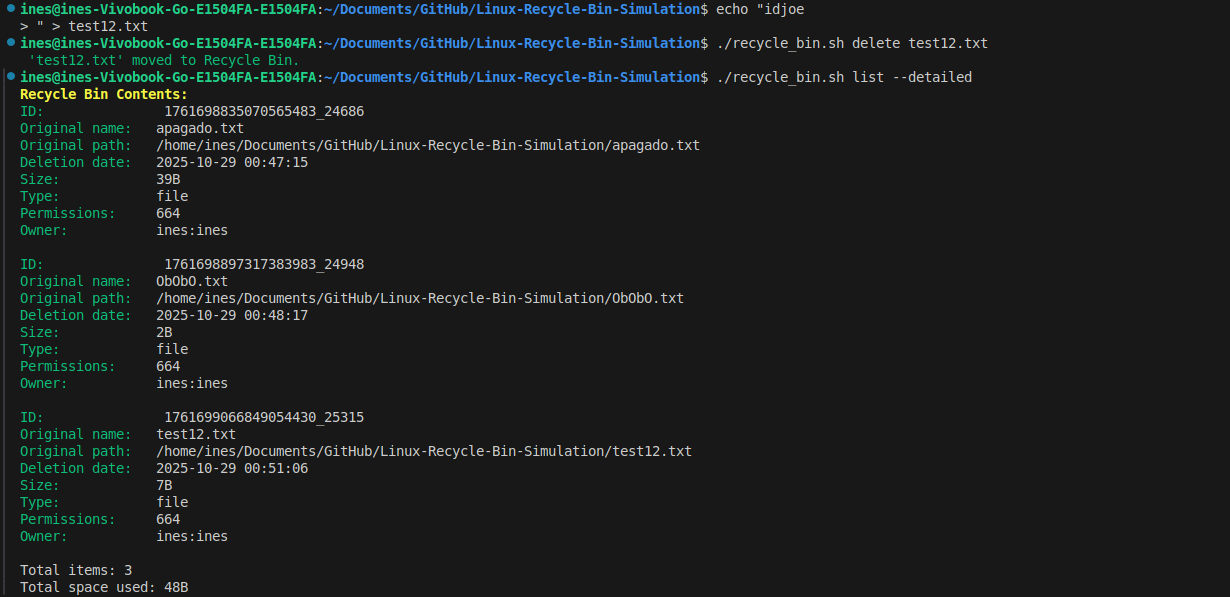 ines@ines-Vivobook-Go-E1504FA-E1504FA:~/Documents/GitHub/Linux-Recycle-Bin-Simulation$ echo "idjoe
> " > test12.txt
ines@ines-Vivobook-Go-E1504FA-E1504FA:~/Documents/GitHub/Linux-Recycle-Bin-Simulation$ ./recycle_bin.sh delete test12.txt
'test12.txt' moved to Recycle Bin.
ines@ines-Vivobook-Go-E1504FA-E1504FA:~/Documents/GitHub/Linux-Recycle-Bin-Simulation$ ./recycle_bin.sh list --detailed
Recycle Bin Contents:
ID: 1761698835070565483_24686
Original name: apagado.txt
Original path: /home/ines/Documents/GitHub/Linux-Recycle-Bin-Simulation/apagado.txt
Deletion date: 2025-10-29 00:47:15
Size: 39B
Type: file
Permissions: 664
Owner: ines:ines
ID: 1761698897317383983_24948
Original name: ObObO.txt
Original path: /home/ines/Documents/GitHub/Linux-Recycle-Bin-Simulation/ObObO.txt
Deletion date: 2025-10-29 00:48:17
Size: 2B
Type: file
Permissions: 664
Owner: ines:ines
ID: 1761699066849054430_25315
Original name: test12.txt
Original path: /home/ines/Documents/GitHub/Linux-Recycle-Bin-Simulation/test12.txt
Deletion date: 2025-10-29 00:51:06
Size: 7B
Type: file
Permissions: 664
Owner: ines:ines
Total items: 3
Total space used: 48B